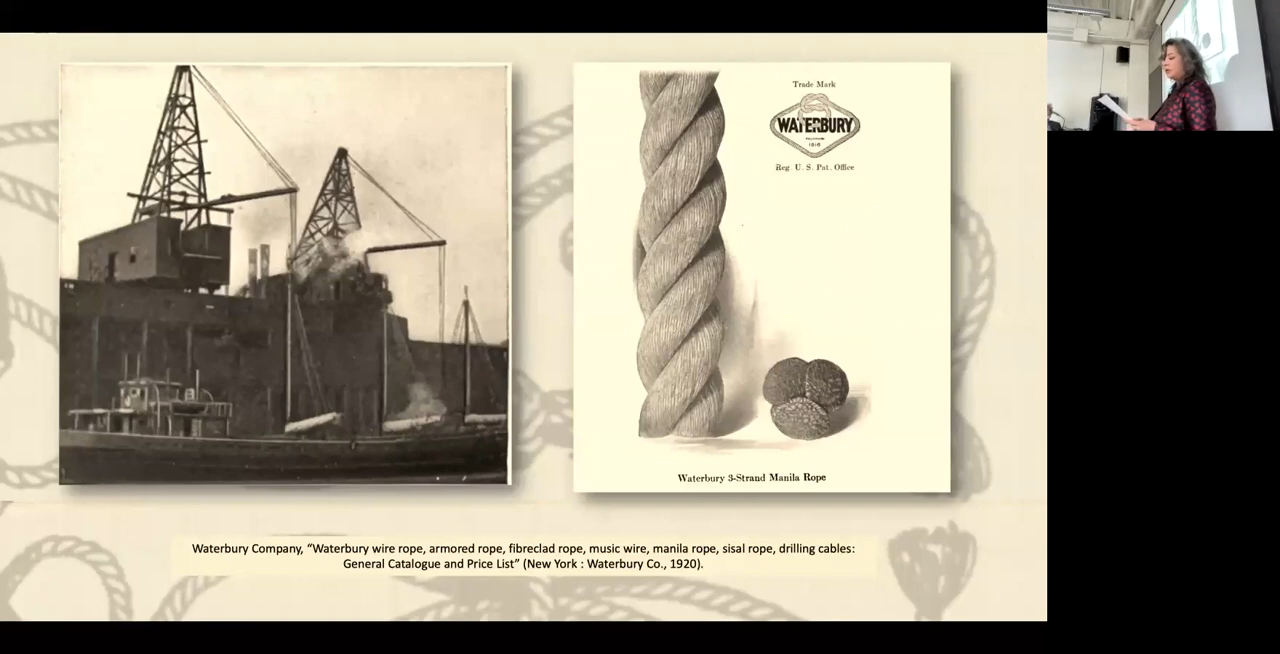 Trade Mark
WATERBURY
1816
Reg. U. S. Pat. Office
Waterbury 3-Strand Manila Rope
Waterbury Company, “Waterbury wire rope, armored rope, fibreclad rope, music wire, manila rope, sisal rope, drilling cables:
General Catalogue and Price List” (New York : Waterbury Co., 1920).